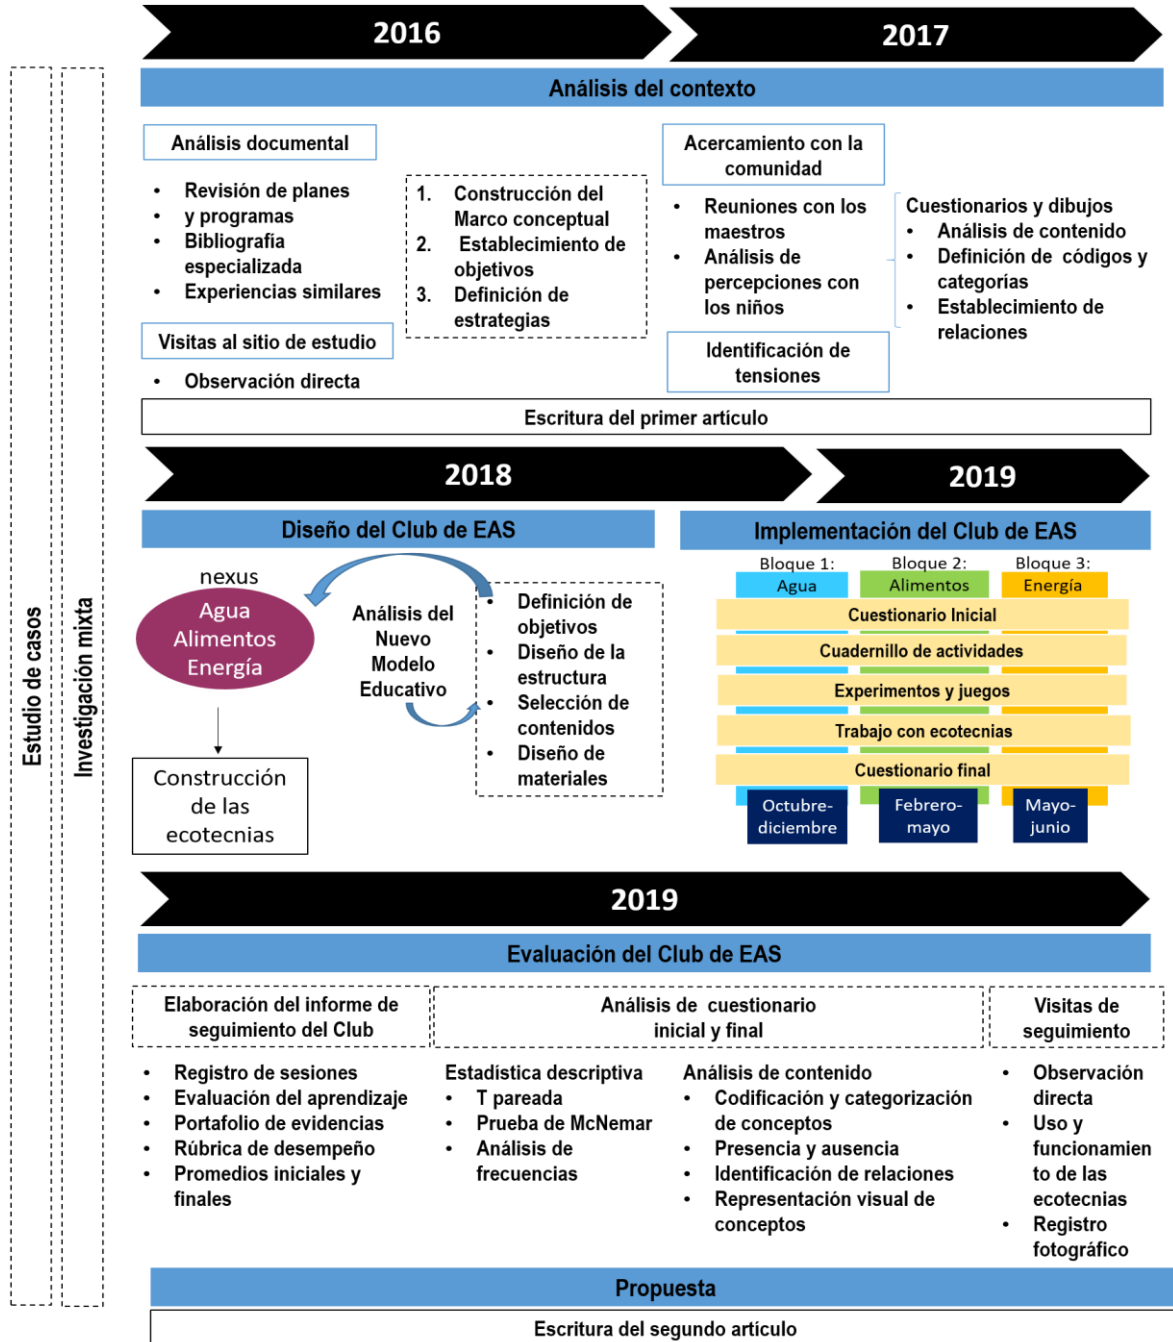 2016
2017
Análisis del contexto
Análisis documental
• Revisión de planes
• y programas
• Bibliografía
especializada
• Experiencias similares
Visitas al sitio de estudio
• Observación directa
1. Construcción del
Marco conceptual
2. Establecimiento de
objetivos
3. Definición de
estrategias
Acercamiento con la
comunidad
• Reuniones con los
maestros
• Análisis de
percepciones con
los niños
Identificación de
tensiones
Cuestionarios y dibujos
• Análisis de contenido
• Definición de códigos y
categorías
• Establecimiento de
relaciones
Escritura del primer artículo
2018
2019
Diseño del Club de EAS
nexus
Agua
Alimentos
Energía
Construcción
de las
ecotecnias
Análisis del
Nuevo
Modelo
Educativo
• Definición de
objetivos
• Diseño de la
estructura
• Selección de
contenidos
• Diseño de
materiales
Implementación del Club de EAS
Bloque 1:
Agua
Bloque 2:
Alimentos
Bloque 3:
Energía
Cuestionario Inicial
Cuadernillo de actividades
Experimentos y juegos
Trabajo con ecotecnias
Cuestionario final
Octubre-
diciembre
Febrero-
mayo
Mayo-
junio
2019
Evaluación del Club de EAS
Elaboración del informe de
seguimiento del Club
• Registro de sesiones
• Evaluación del aprendizaje
• Portafolio de evidencias
• Rúbrica de desempeño
• Promedios iniciales y
finales
Análisis de cuestionario
inicial y final
Estadística descriptiva
• T pareada
• Prueba de McNemar
• Análisis de
frecuencias
Análisis de contenido
• Codificación y categorización
de conceptos
• Presencia y ausencia
• Identificación de relaciones
• Representación visual de
conceptos
Visitas de
seguimiento
• Observación
directa
• Uso y
funcionamien
to de las
ecotecnias
• Registro
fotográfico
Propuesta
Escritura del segundo artículo
Estudio de casos
Investigación mixta